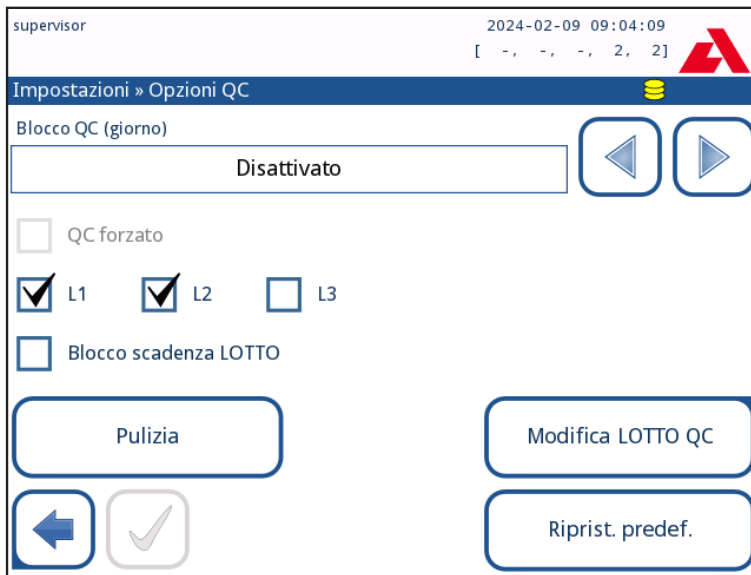 supervisor
2024-02-09 09:04:09
[ -, -, -, 2, 2]
Impostazioni » Opzioni QC
Blocco QC (giorno)
Disattivato
QC forzato
L1 L2 L3
Blocco scadenza LOTTO
Pulizia Modifica LOTTO QC
Riprist. predef.